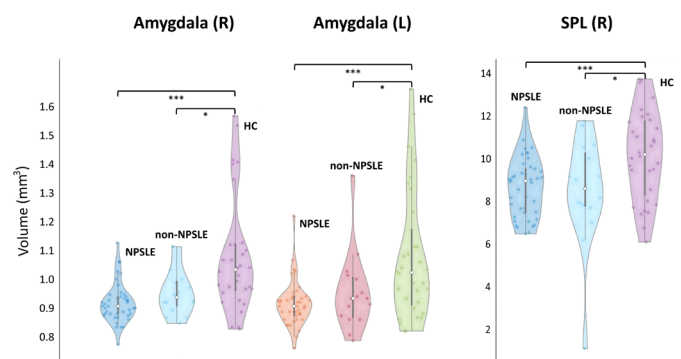 Amygdala (R)
Amygdala (L)
SPL (R)
Volume (mm³)
1.6
1.5
1.4
1.3
1.2
1.1
1.0
0.9
0.8
***
*
HC
NPSLE
non-NPSLE
***
*
HC
NPSLE
non-NPSLE
14
12
10
8
6
4
2
***
*
HC
NPSLE
non-NPSLE